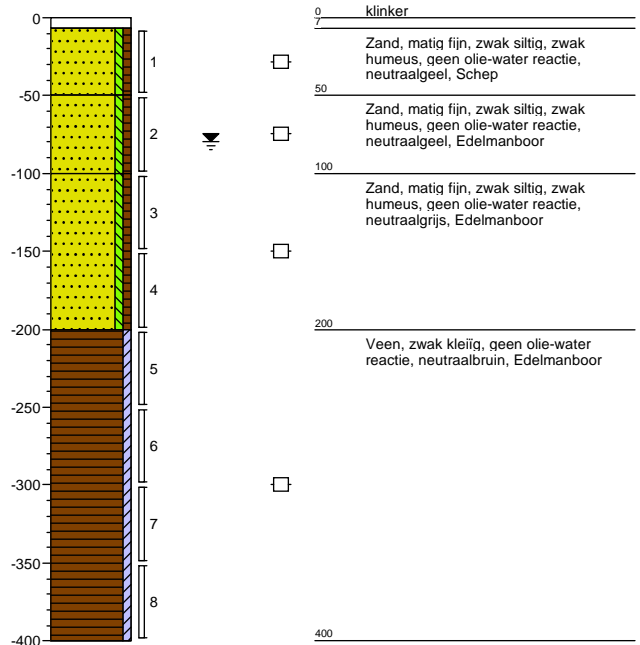 0
-50
-100
-150
-200
-250
-300
-350
-400
1
2
3
4
5
6
7
8
0
klinker
7
Zand, matig fijn, zwak siltig, zwak
humeus, geen olie-water reactie,
neutraalgeel, Schep
50
Zand, matig fijn, zwak siltig, zwak
humeus, geen olie-water reactie,
neutraalgeel, Edelmanboor
100
Zand, matig fijn, zwak siltig, zwak
humeus, geen olie-water reactie,
neutraalgrijs, Edelmanboor
200
Veen, zwak kleiïg, geen olie-water
reactie, neutraalbruin, Edelmanboor
400